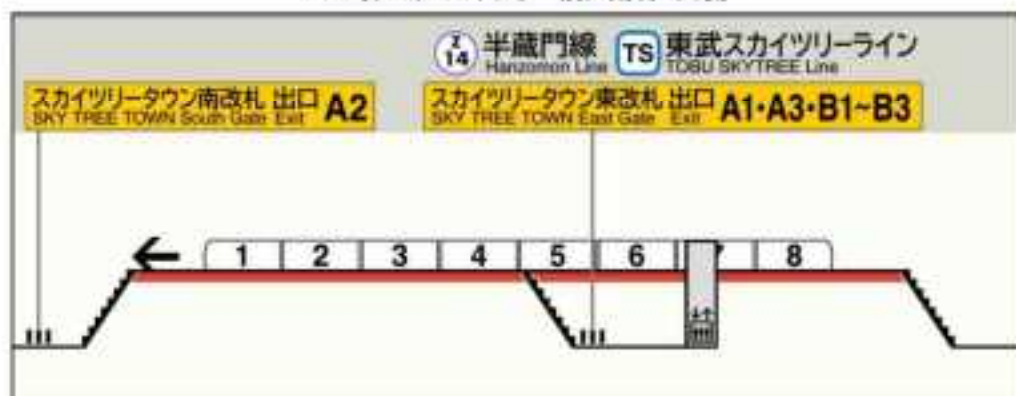 Z
14
半蔵門線
Hanzomon Line
TS
東武スカイツリーライン
TOBU SKYTREE Line
スカイツリータウン南改札 出口 A2
SKY TREE TOWN South Gate Exit
スカイツリータウン東改札 出口 A1・A3・B1~B3
SKY TREE TOWN East Gate Exit
1 2 3 4 5 6 8